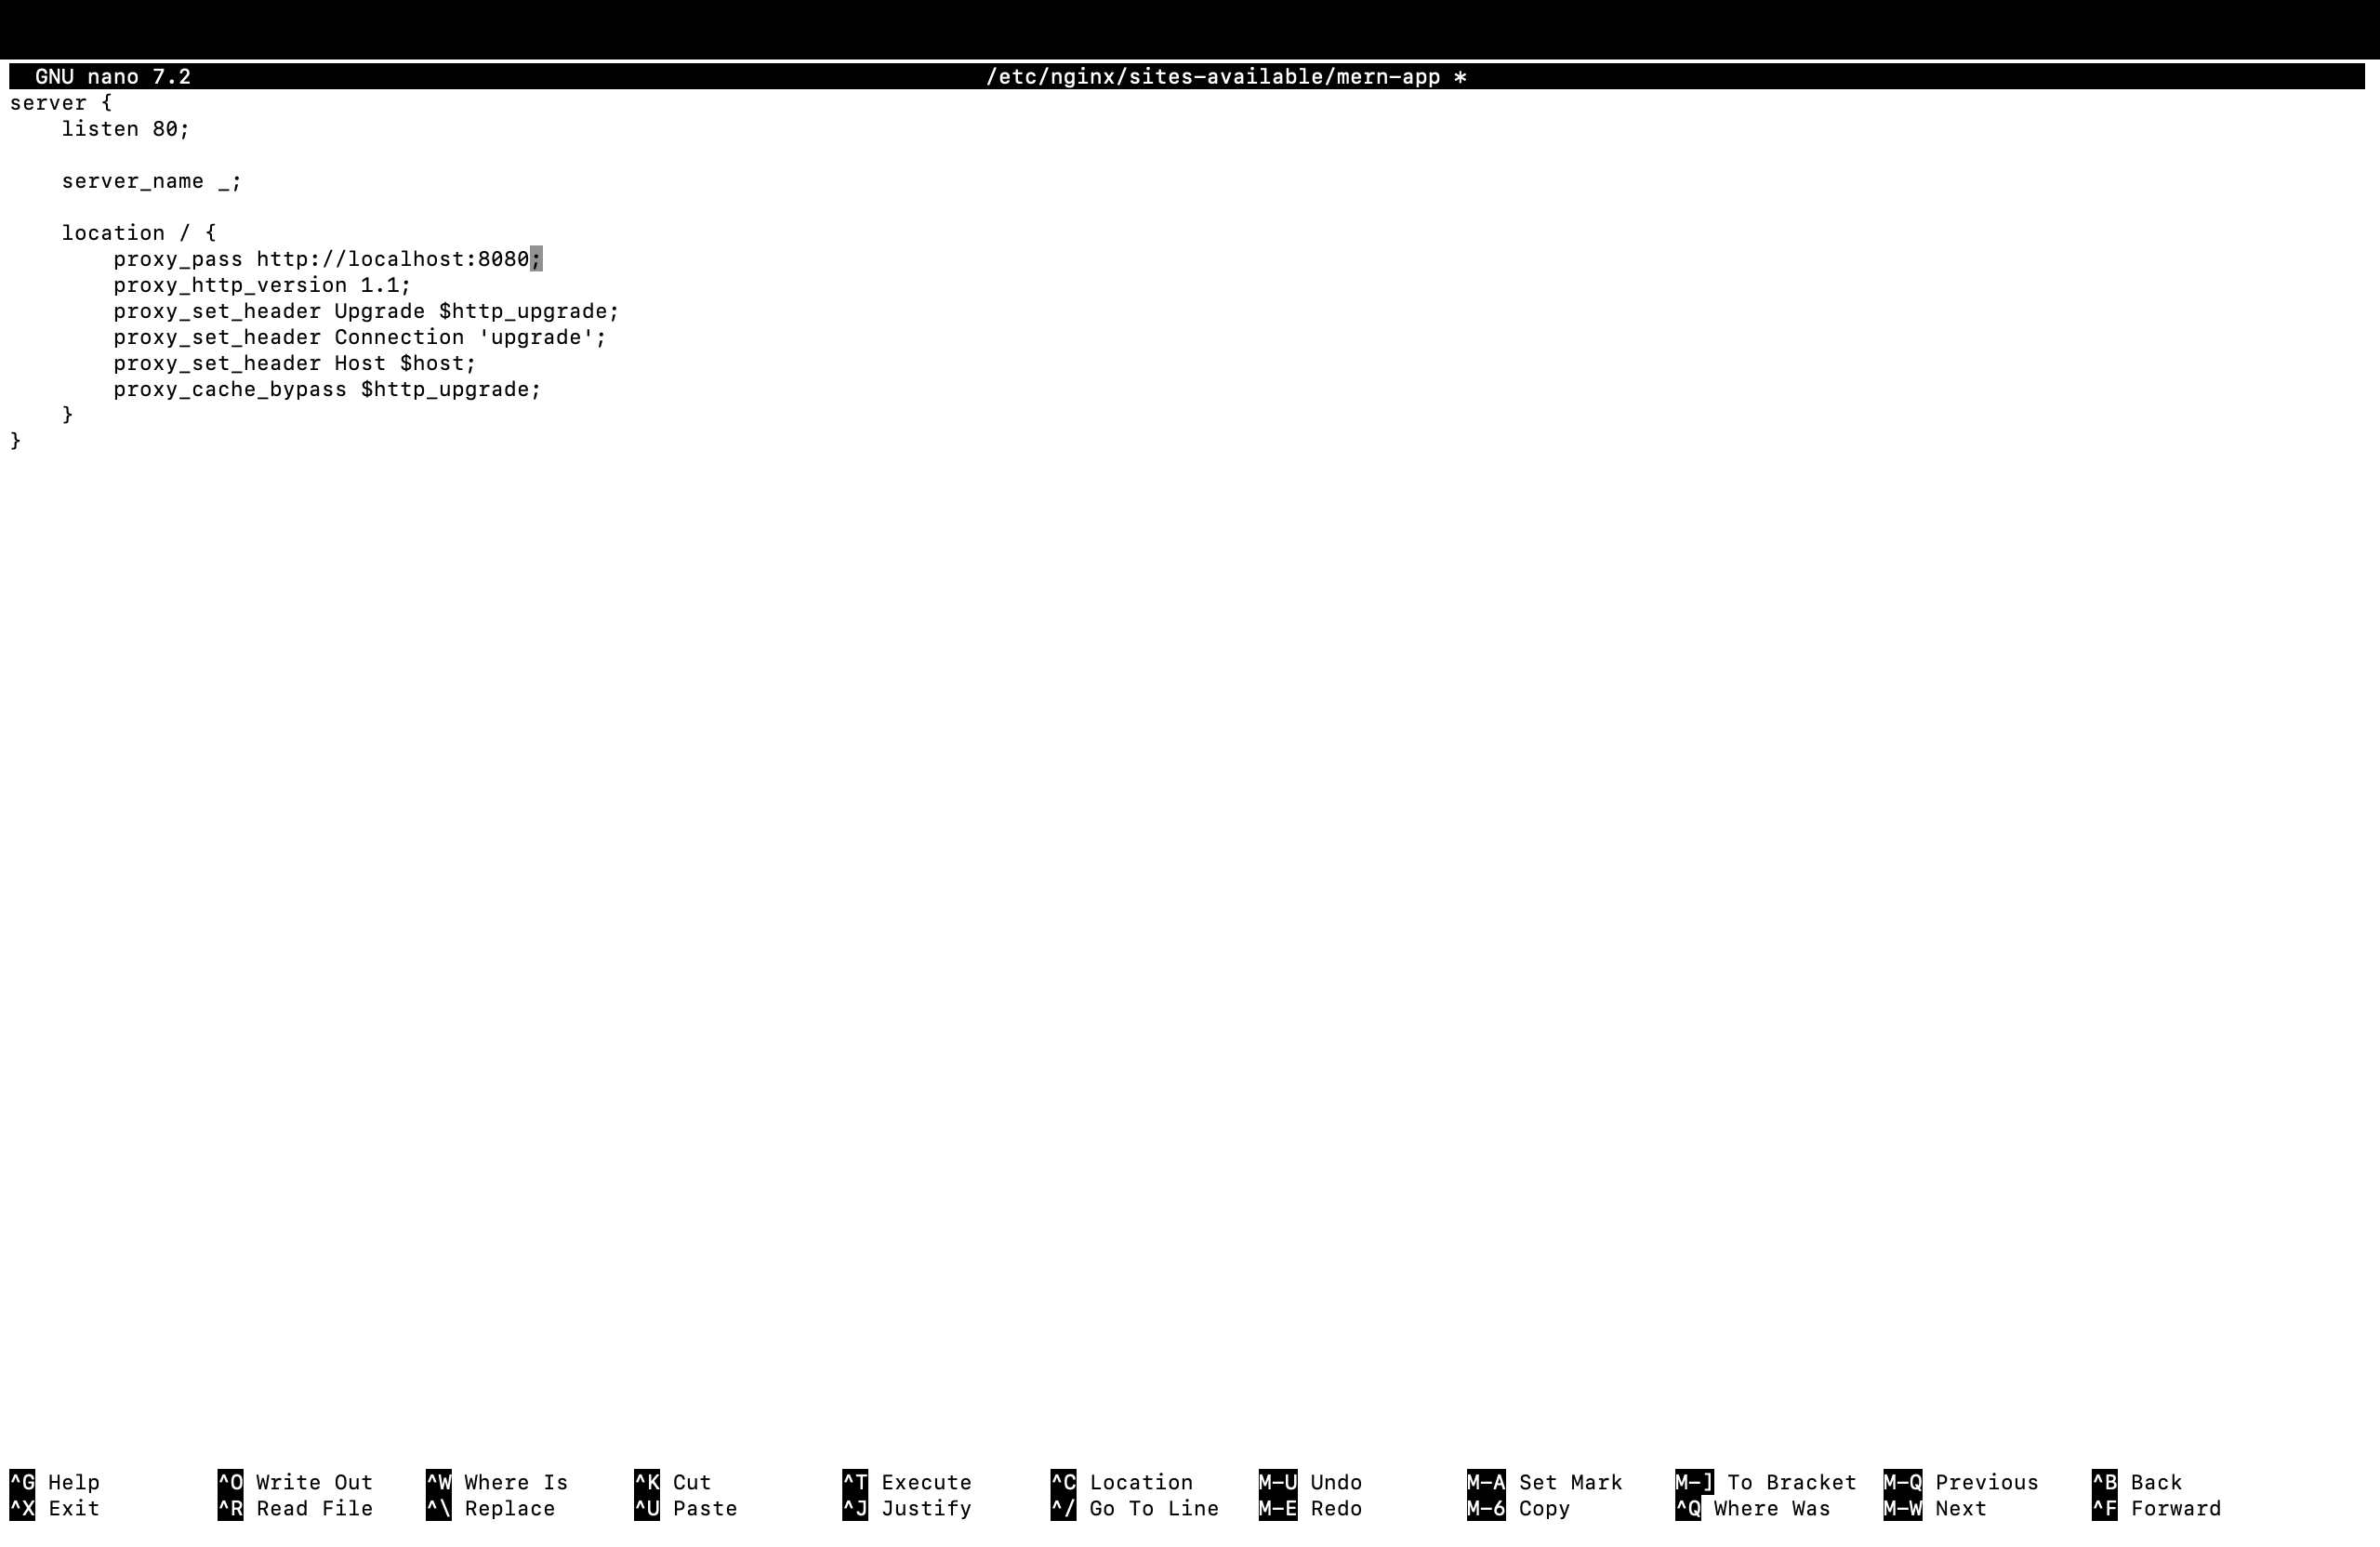 GNU nano 7.2 /etc/nginx/sites-available/mern-app *
server {
    listen 80;

    server_name _;

    location / {
        proxy_pass http://localhost:8080;
        proxy_http_version 1.1;
        proxy_set_header Upgrade $http_upgrade;
        proxy_set_header Connection 'upgrade';
        proxy_set_header Host $host;
        proxy_cache_bypass $http_upgrade;
    }
}
^G Help ^O Write Out ^W Where Is ^K Cut ^T Execute ^C Location M-U Undo M-A Set Mark M-] To Bracket M-Q Previous ^B Back
^X Exit ^R Read File ^\ Replace ^U Paste ^J Justify ^/ Go To Line M-E Redo M-6 Copy ^Q Where Was M-W Next ^F Forward